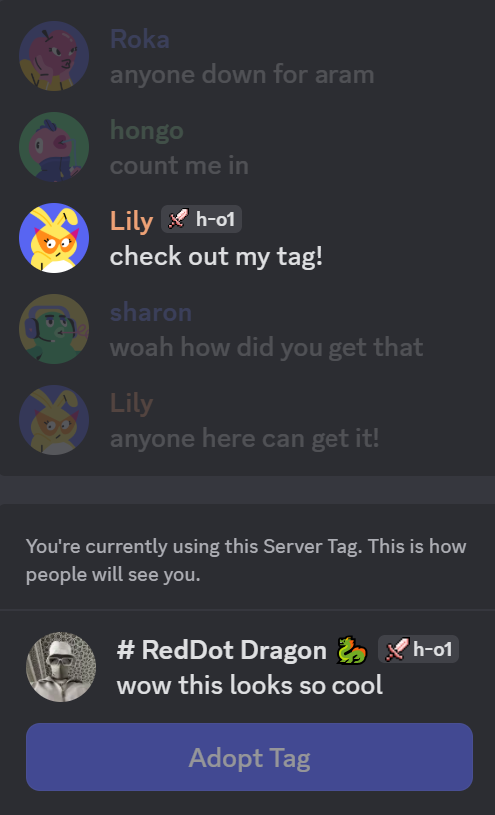 Roka
anyone down for aram
hongo
count me in
Lily h-o1
check out my tag!
sharon
woah how did you get that
Lily
anyone here can get it!
You're currently using this Server Tag. This is how
people will see you.
# RedDot Dragon 🐉 h-o1
wow this looks so cool
Adopt Tag